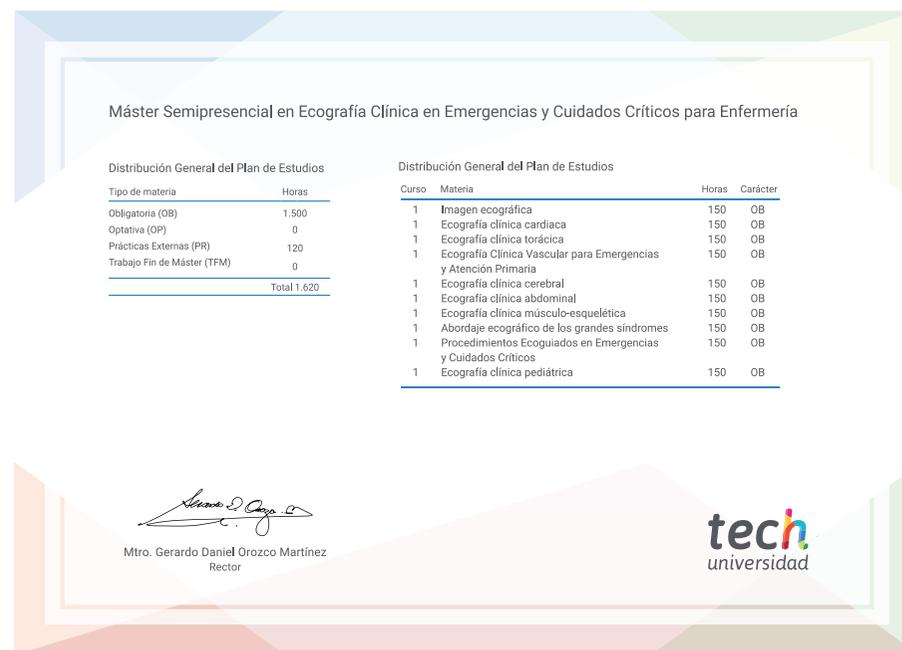 Máster Semipresencial en Ecografía Clínica en Emergencias y Cuidados Críticos para Enfermería
Distribución General del Plan de Estudios
Tipo de materia Horas
Obligatoria (OB) 1.500
Optativa (OP) 0
Prácticas Externas (PR) 120
Trabajo Fin de Máster (TFM) 0
Total 1.620
Distribución General del Plan de Estudios
Curso Materia Horas Carácter
1 Imagen ecográfica 150 OB
1 Ecografía clínica cardiaca 150 OB
1 Ecografía clínica torácica 150 OB
1 Ecografía Clínica Vascular para Emergencias 150 OB
y Atención Primaria
1 Ecografía clínica cerebral 150 OB
1 Ecografía clínica abdominal 150 OB
1 Ecografía clínica músculo-esquelética 150 OB
1 Abordaje ecográfico de los grandes síndromes 150 OB
1 Procedimientos Ecoguiados en Emergencias 150 OB
y Cuidados Críticos
1 Ecografía clínica pediátrica 150 OB
Mtro. Gerardo Daniel Orozco Martínez
Rector
tech
universidad